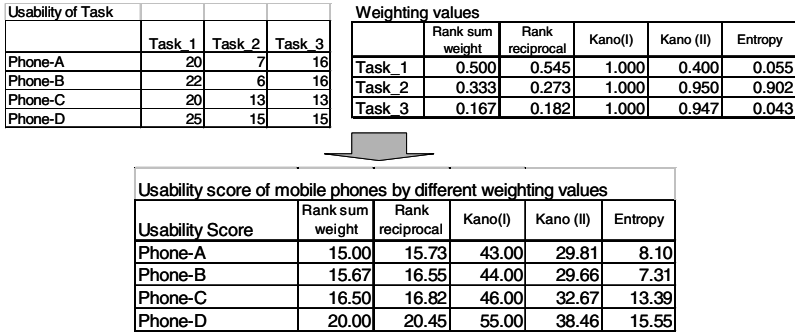 Usability of Task
Task_1 Task_2 Task_3
Phone-A 20 7 16
Phone-B 22 6 16
Phone-C 20 13 13
Phone-D 25 15 15
Weighting values
Rank sum weight Rank reciprocal Kano(I) Kano (II) Entropy
Task_1 0.500 0.545 1.000 0.400 0.055
Task_2 0.333 0.273 1.000 0.950 0.902
Task_3 0.167 0.182 1.000 0.947 0.043
Usability score of mobile phones by different weighting values
Usability Score Rank sum weight Rank reciprocal Kano(I) Kano (II) Entropy
Phone-A 15.00 15.73 43.00 29.81 8.10
Phone-B 15.67 16.55 44.00 29.66 7.31
Phone-C 16.50 16.82 46.00 32.67 13.39
Phone-D 20.00 20.45 55.00 38.46 15.55